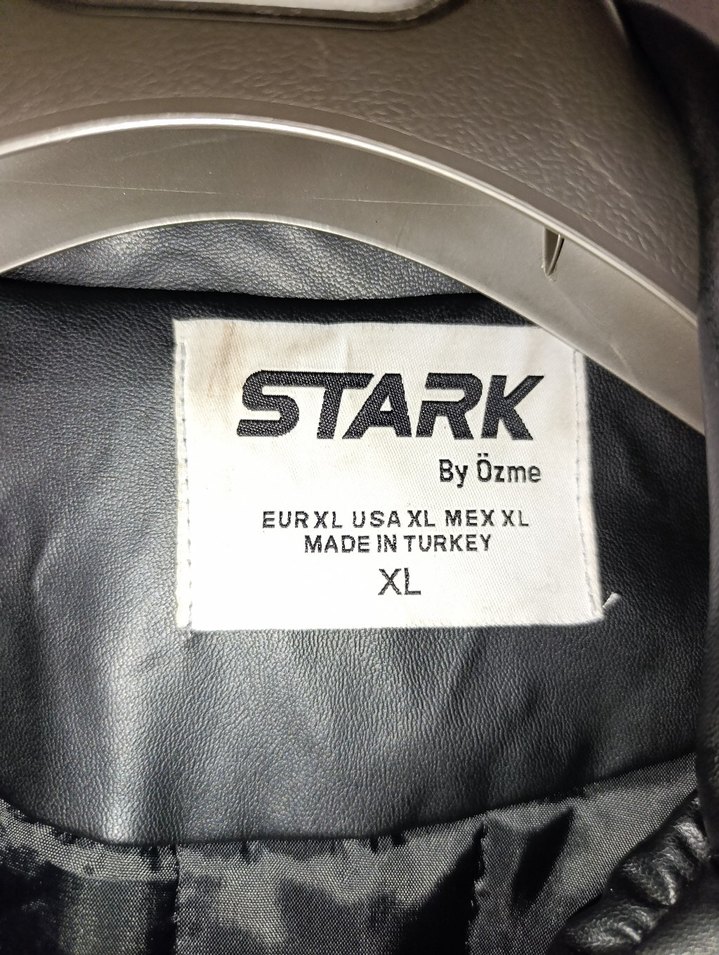 STARK
By Özme
EUR XL USA XL MEX XL
MADE IN TURKEY
XL